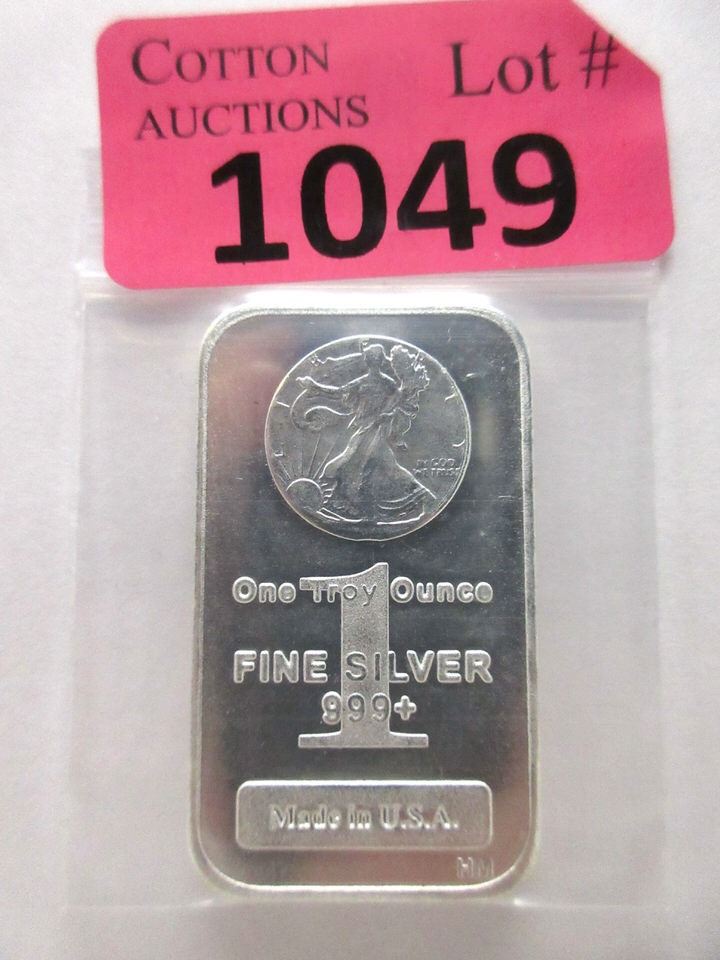 COTTON
AUCTIONS
Lot #
1049
IN GOD
WE TRUST
One Troy Ounce
1
FINE SILVER
999+
Made in U.S.A.
HM